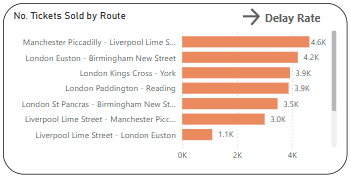 No. Tickets Sold by Route
Delay Rate
Manchester Piccadilly - Liverpool Lime S... 4.6K
London Euston - Birmingham New Street 4.2K
London Kings Cross - York 3.9K
London Paddington - Reading 3.9K
London St Pancras - Birmingham New St... 3.5K
Liverpool Lime Street - Manchester Picc... 3.0K
Liverpool Lime Street - London Euston 1.1K
0K 2K 4K